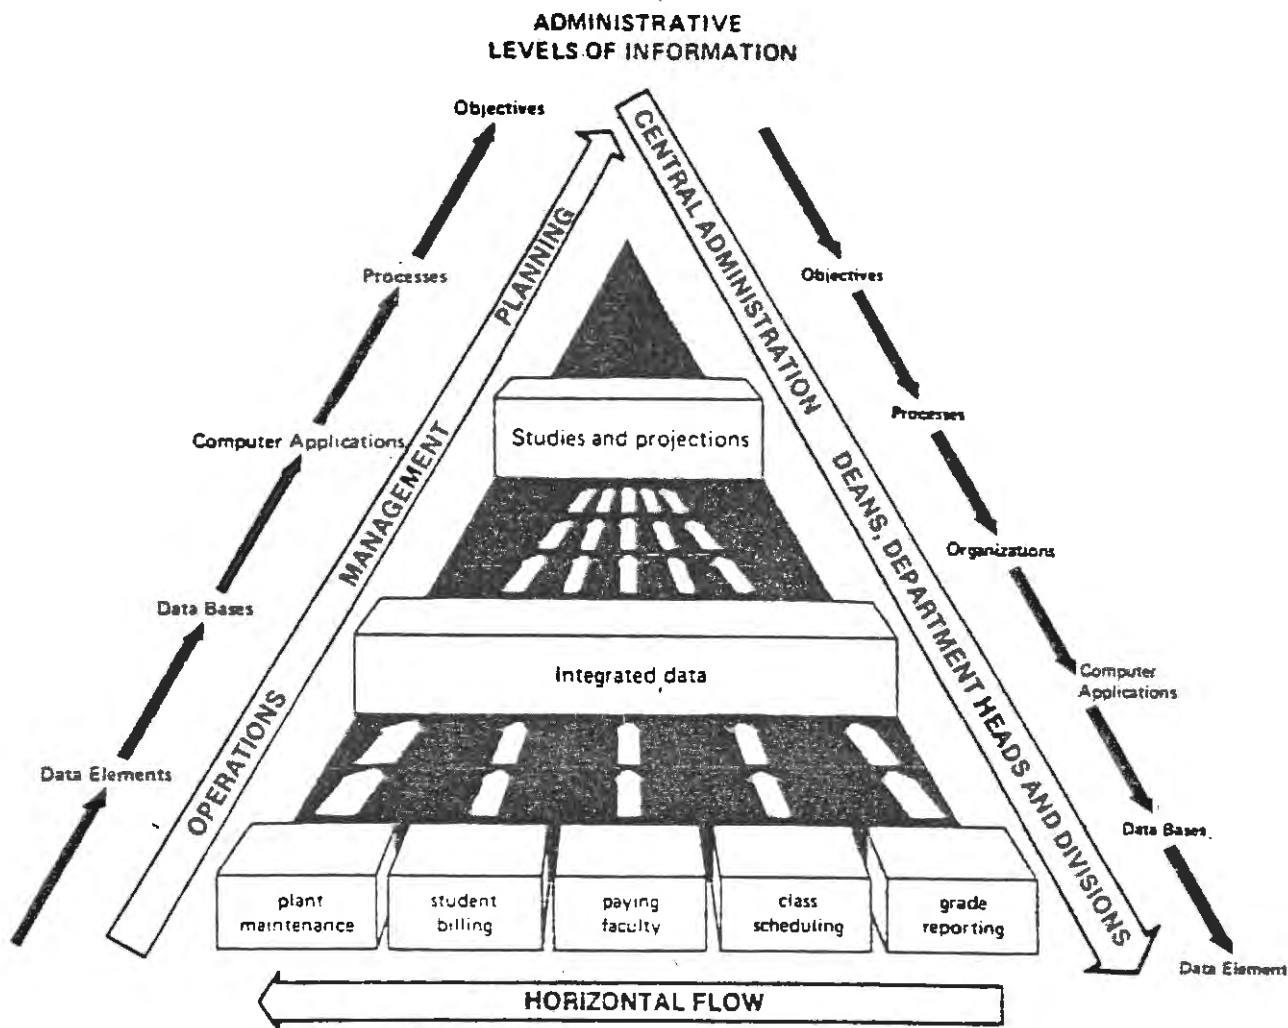 ADMINISTRATIVE
LEVELS OF INFORMATION
Objectives
Processes
Computer Applications
Data Bases
Data Elements
OPERATIONS MANAGEMENT PLANNING
CENTRAL ADMINISTRATION DEANS, DEPARTMENT HEADS AND DIVISIONS
Objectives
Processes
Organizations
Computer
Applications
Data Bases
Data Element
Studies and projections
Integrated data
plant
maintenance
student
billing
paying
faculty
class
scheduling
grade
reporting
HORIZONTAL FLOW